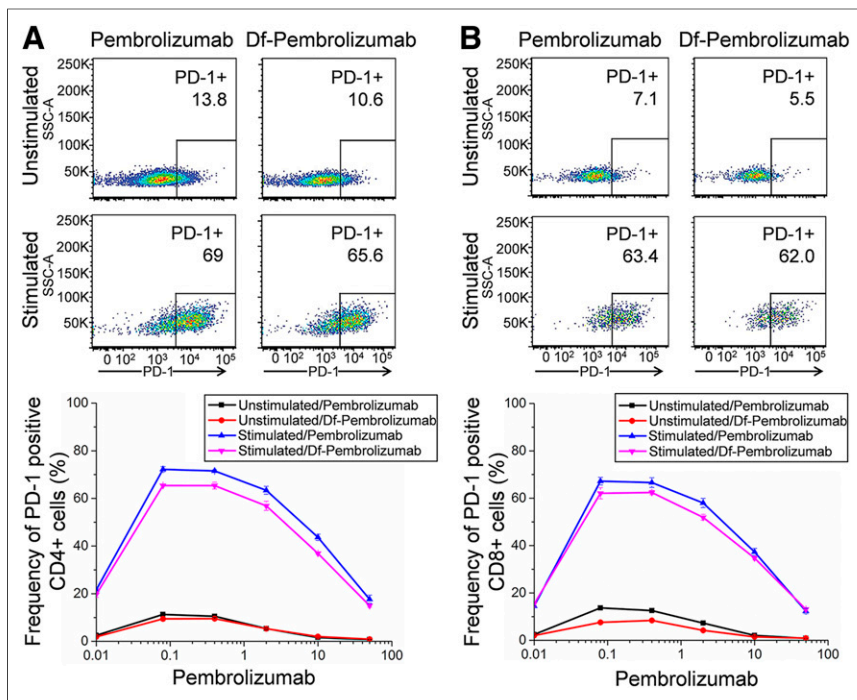 A
Pembrolizumab Df-Pembrolizumab
B
Pembrolizumab Df-Pembrolizumab
Unstimulated
SSC-A
250K
200K
150K
100K
50K
PD-1+
13.8
PD-1+
10.6
Unstimulated
SSC-A
250K
200K
150K
100K
50K
PD-1+
7.1
PD-1+
5.5
Stimulated
SSC-A
250K
200K
150K
100K
50K
PD-1+
69
PD-1+
65.6
0 10² 10³ 10⁴ 10⁵
0 10² 10³ 10⁴ 10⁵
PD-1
PD-1
Stimulated
SSC-A
250K
200K
150K
100K
50K
PD-1+
63.4
PD-1+
62.0
0 10² 10³ 10⁴ 10⁵
0 10² 10³ 10⁴ 10⁵
PD-1
PD-1
Frequency of PD-1 positive
CD4+ cells (%)
100
80
60
40
20
0
Unstimulated/Pembrolizumab
Unstimulated/Df-Pembrolizumab
Stimulated/Pembrolizumab
Stimulated/Df-Pembrolizumab
0.01 0.1 1 10 100
Pembrolizumab
Frequency of PD-1 positive
CD8+ cells (%)
100
80
60
40
20
0
Unstimulated/Pembrolizumab
Unstimulated/Df-Pembrolizumab
Stimulated/Pembrolizumab
Stimulated/Df-Pembrolizumab
0.01 0.1 1 10 100
Pembrolizumab